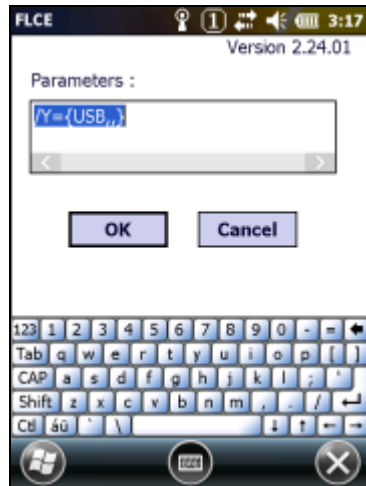 FLCE 1 3:17
Version 2.24.01
Parameters :
/Y={USB,,}
OK Cancel
123 1 2 3 4 5 6 7 8 9 0 - =
Tab q w e r t y u i o p [ ]
CAP a s d f g h j k l ; '
Shift z x c v b n m , . /
Ctl áü ` \